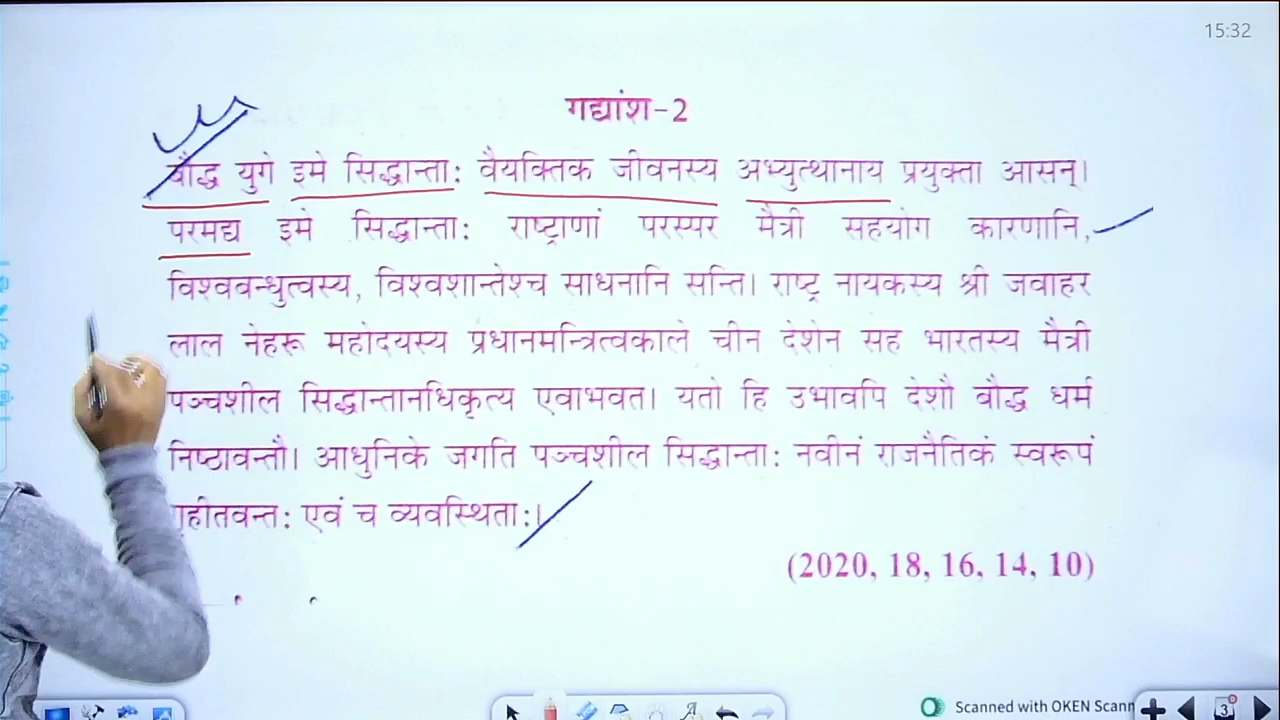 15:32
गद्यांश-2
बौद्ध युगे इमे सिद्धान्ताः वैयक्तिक जीवनस्य अभ्युत्थानाय प्रयुक्ता आसन्।
परमद्य इमे सिद्धान्ताः राष्ट्राणां परस्पर मैत्री सहयोग कारणानि,
विश्वबन्धुत्वस्य, विश्वशान्तेश्च साधनानि सन्ति। राष्ट्र नायकस्य श्री जवाहर
लाल नेहरू महोदयस्य प्रधानमन्त्रित्वकाले चीन देशेन सह भारतस्य मैत्री
पञ्चशील सिद्धान्तानधिकृत्य एवाभवत। यतो हि उभावपि देशौ बौद्ध धर्म
निष्ठावन्तौ। आधुनिके जगति पञ्चशील सिद्धान्ताः नवीनं राजनैतिकं स्वरूपं
गृहीतवन्तः एवं च व्यवस्थिताः।
(2020, 18, 16, 14, 10)
Scanned with OKEN Scann
3